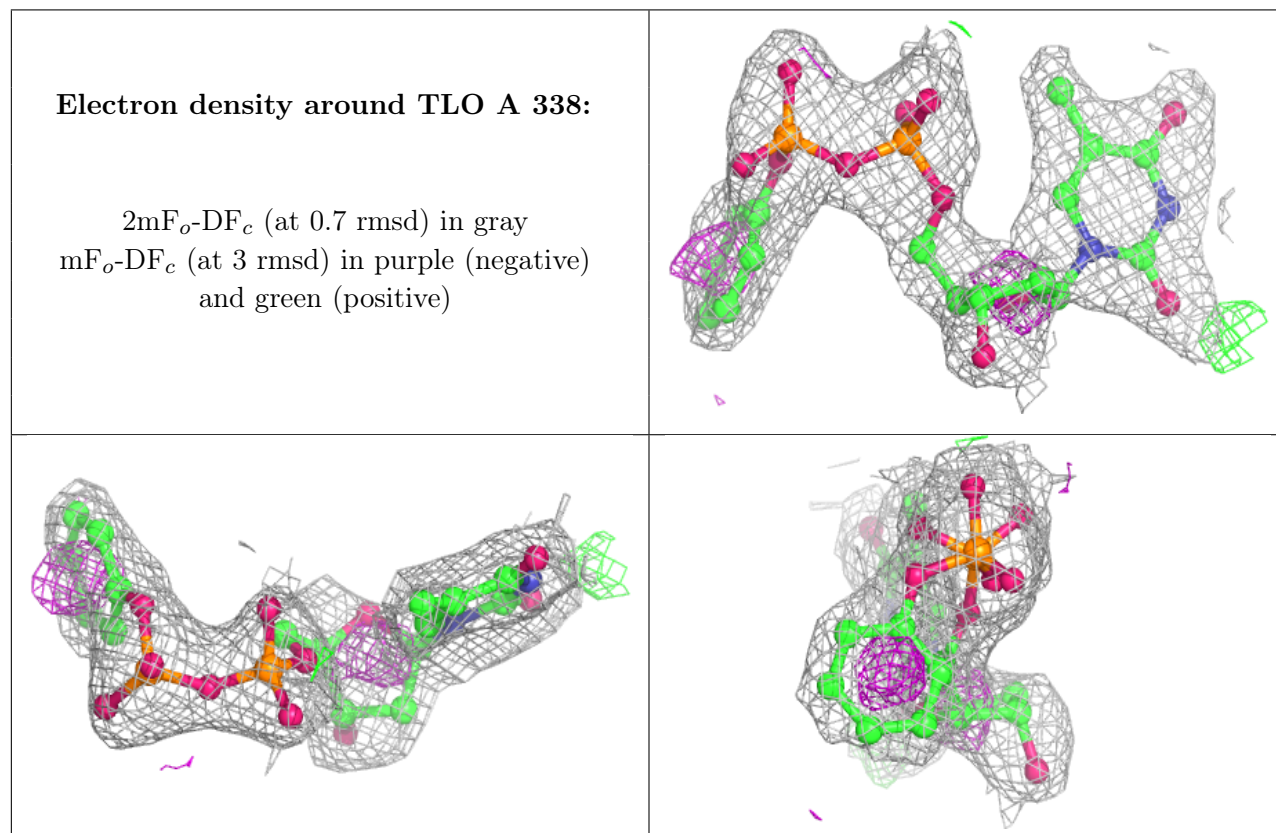 Electron density around TLO A 338:
2mFo-DFc (at 0.7 rmsd) in gray
mFo-DFc (at 3 rmsd) in purple (negative)
and green (positive)